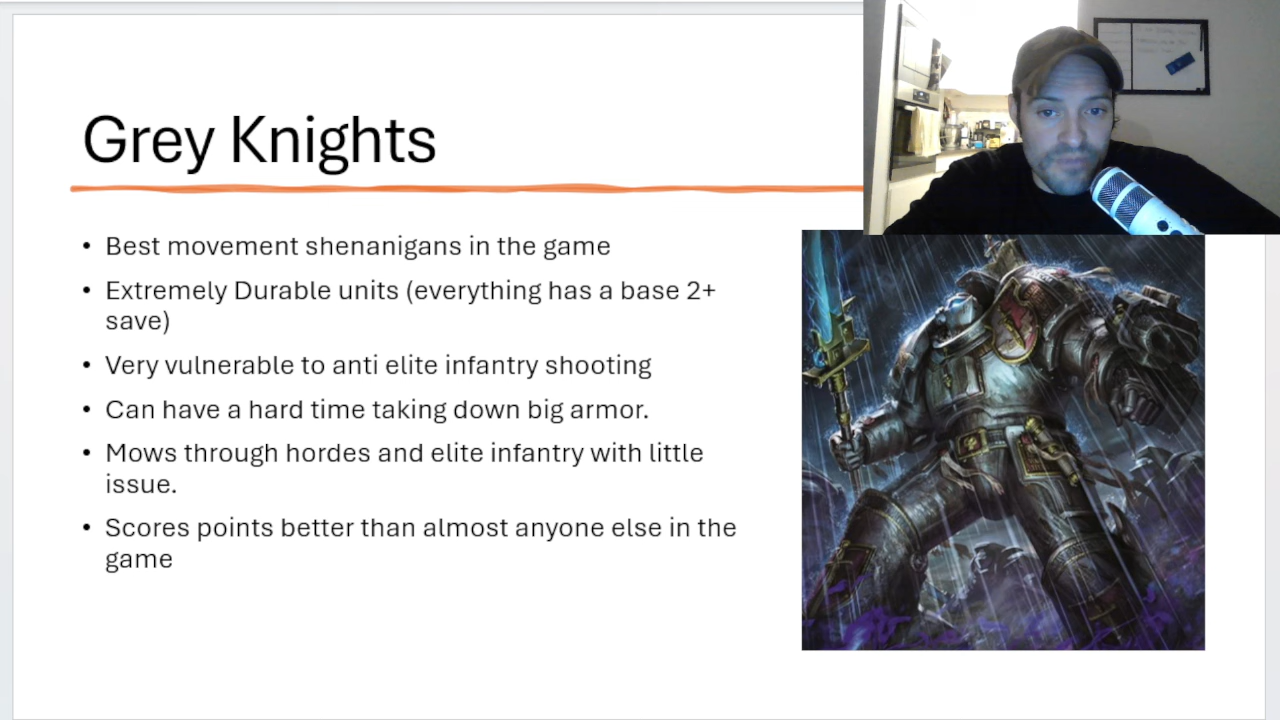 Grey Knights
• Best movement shenanigans in the game
• Extremely Durable units (everything has a base 2+
save)
• Very vulnerable to anti elite infantry shooting
• Can have a hard time taking down big armor.
• Mows through hordes and elite infantry with little
issue.
• Scores points better than almost anyone else in the
game